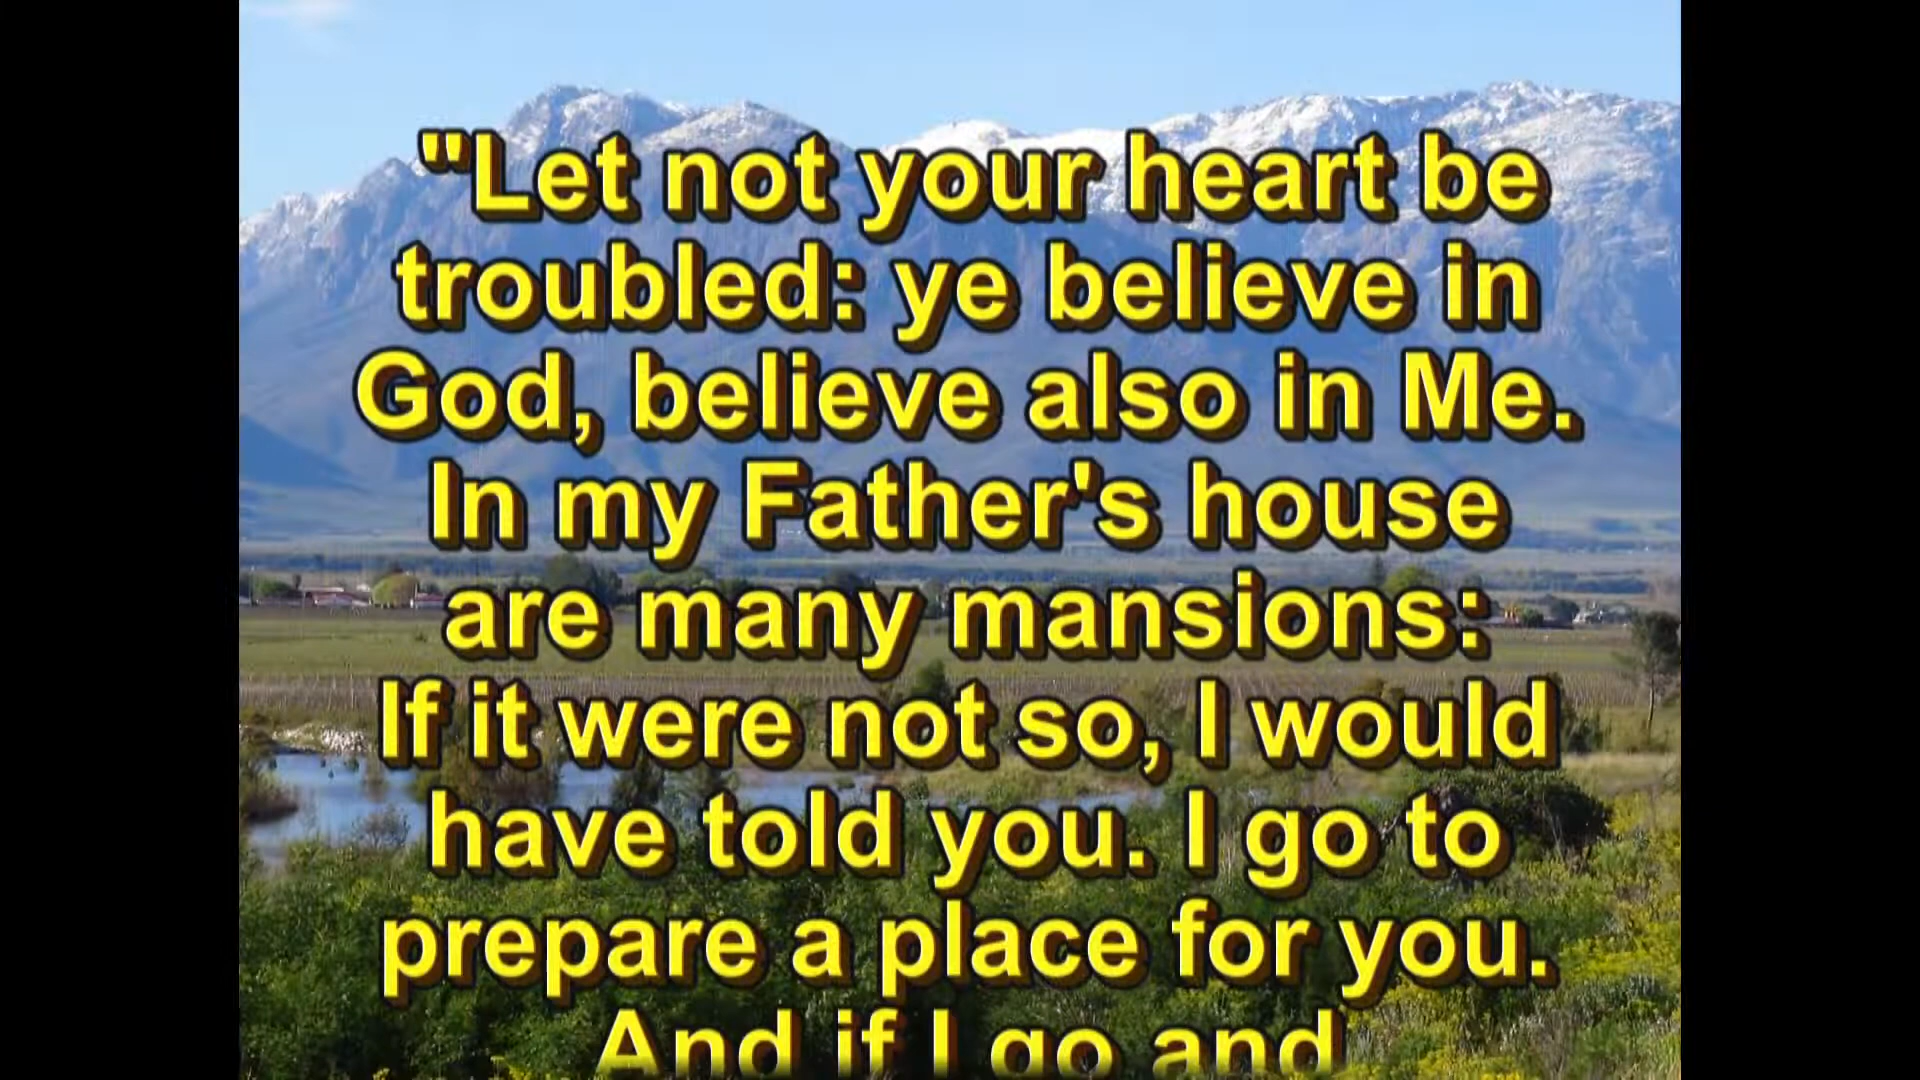 "Let not your heart be
troubled: ye believe in
God, believe also in Me.
In my Father's house
are many mansions:
If it were not so, I would
have told you. I go to
prepare a place for you.
And if I go and